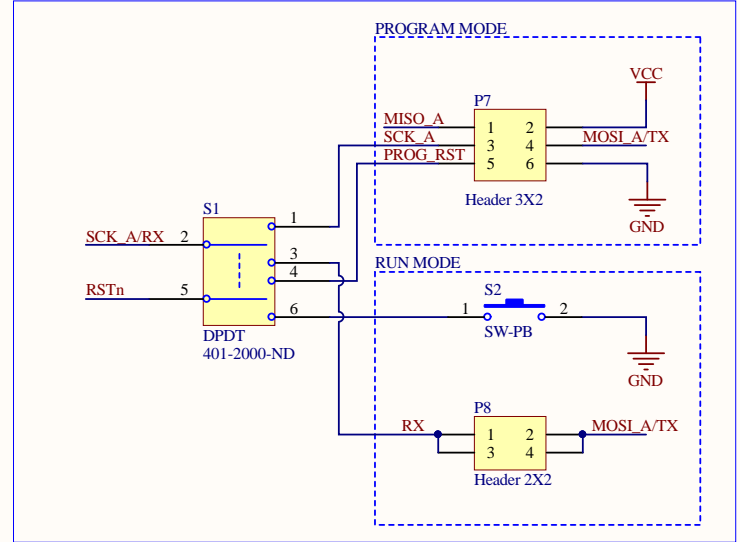 PROGRAM MODE
VCC
P7
MISO_A 1 2
SCK_A 3 4 MOSI_A/TX
PROG_RST 5 6
Header 3X2
GND
S1
1
SCK_A/RX 2
3
4
RSTn 5
6
DPDT
401-2000-ND
RUN MODE
S2
1 2
SW-PB
GND
P8
RX 1 2 MOSI_A/TX
3 4
Header 2X2